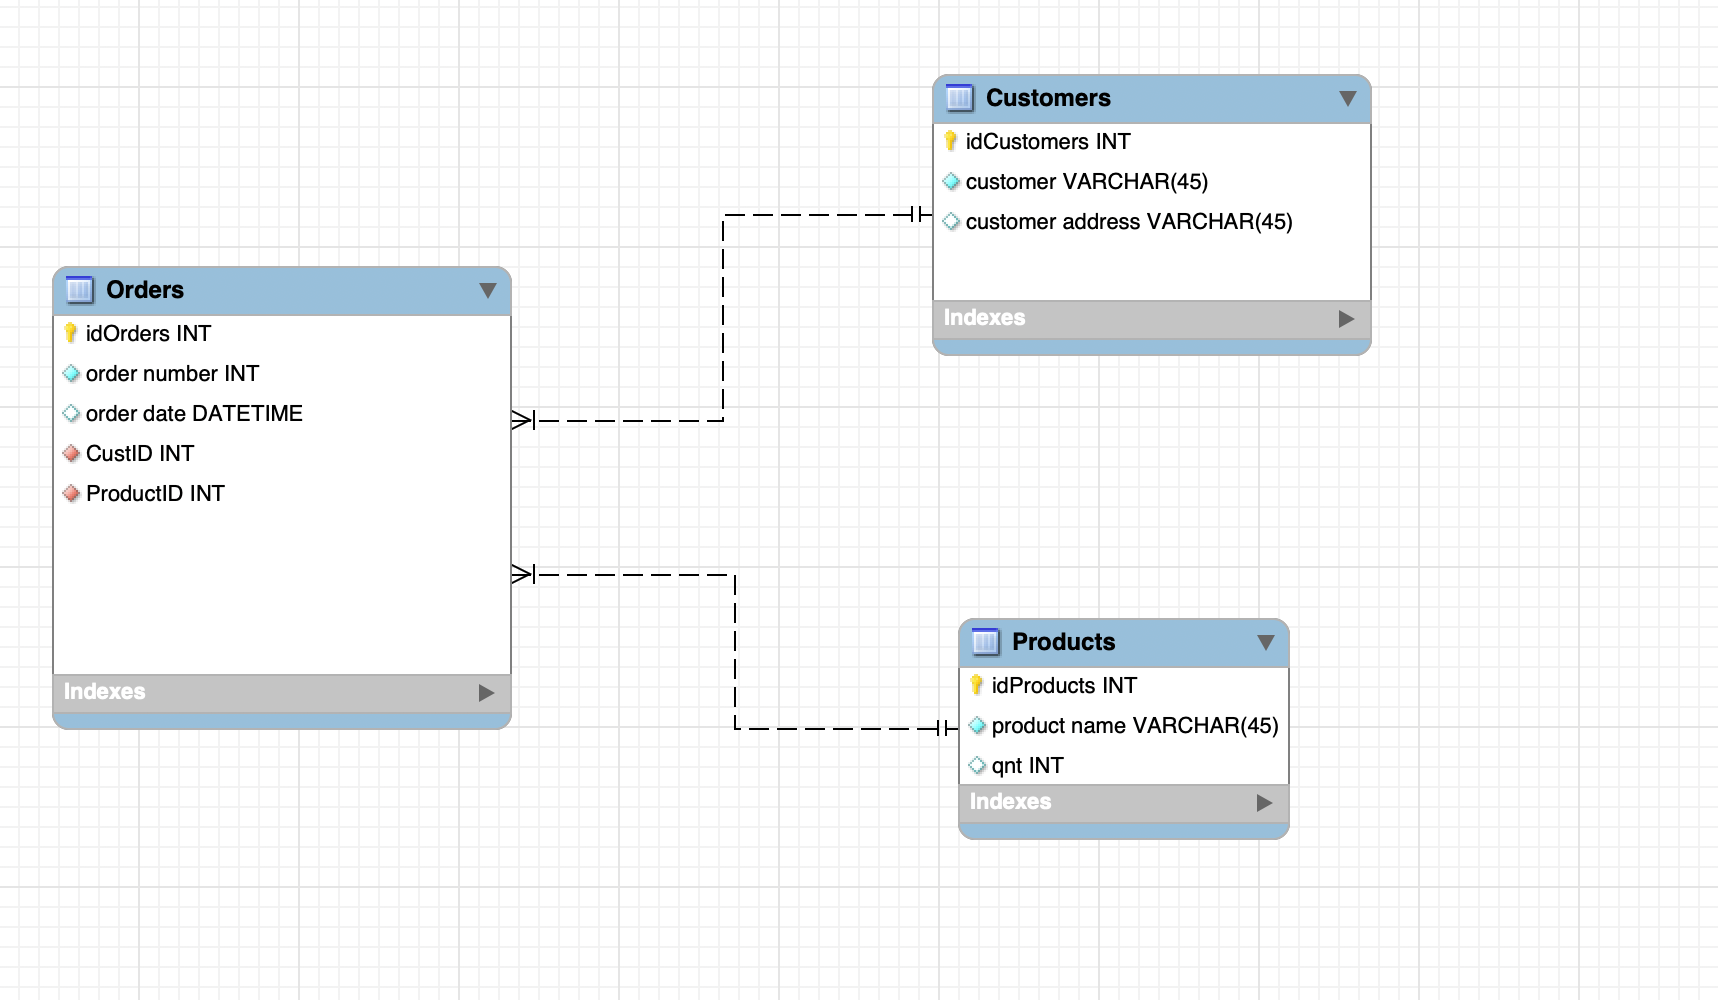 Orders
idOrders INT
order number INT
order date DATETIME
CustID INT
ProductID INT
Indexes
Customers
idCustomers INT
customer VARCHAR(45)
customer address VARCHAR(45)
Indexes
Products
idProducts INT
product name VARCHAR(45)
qnt INT
Indexes